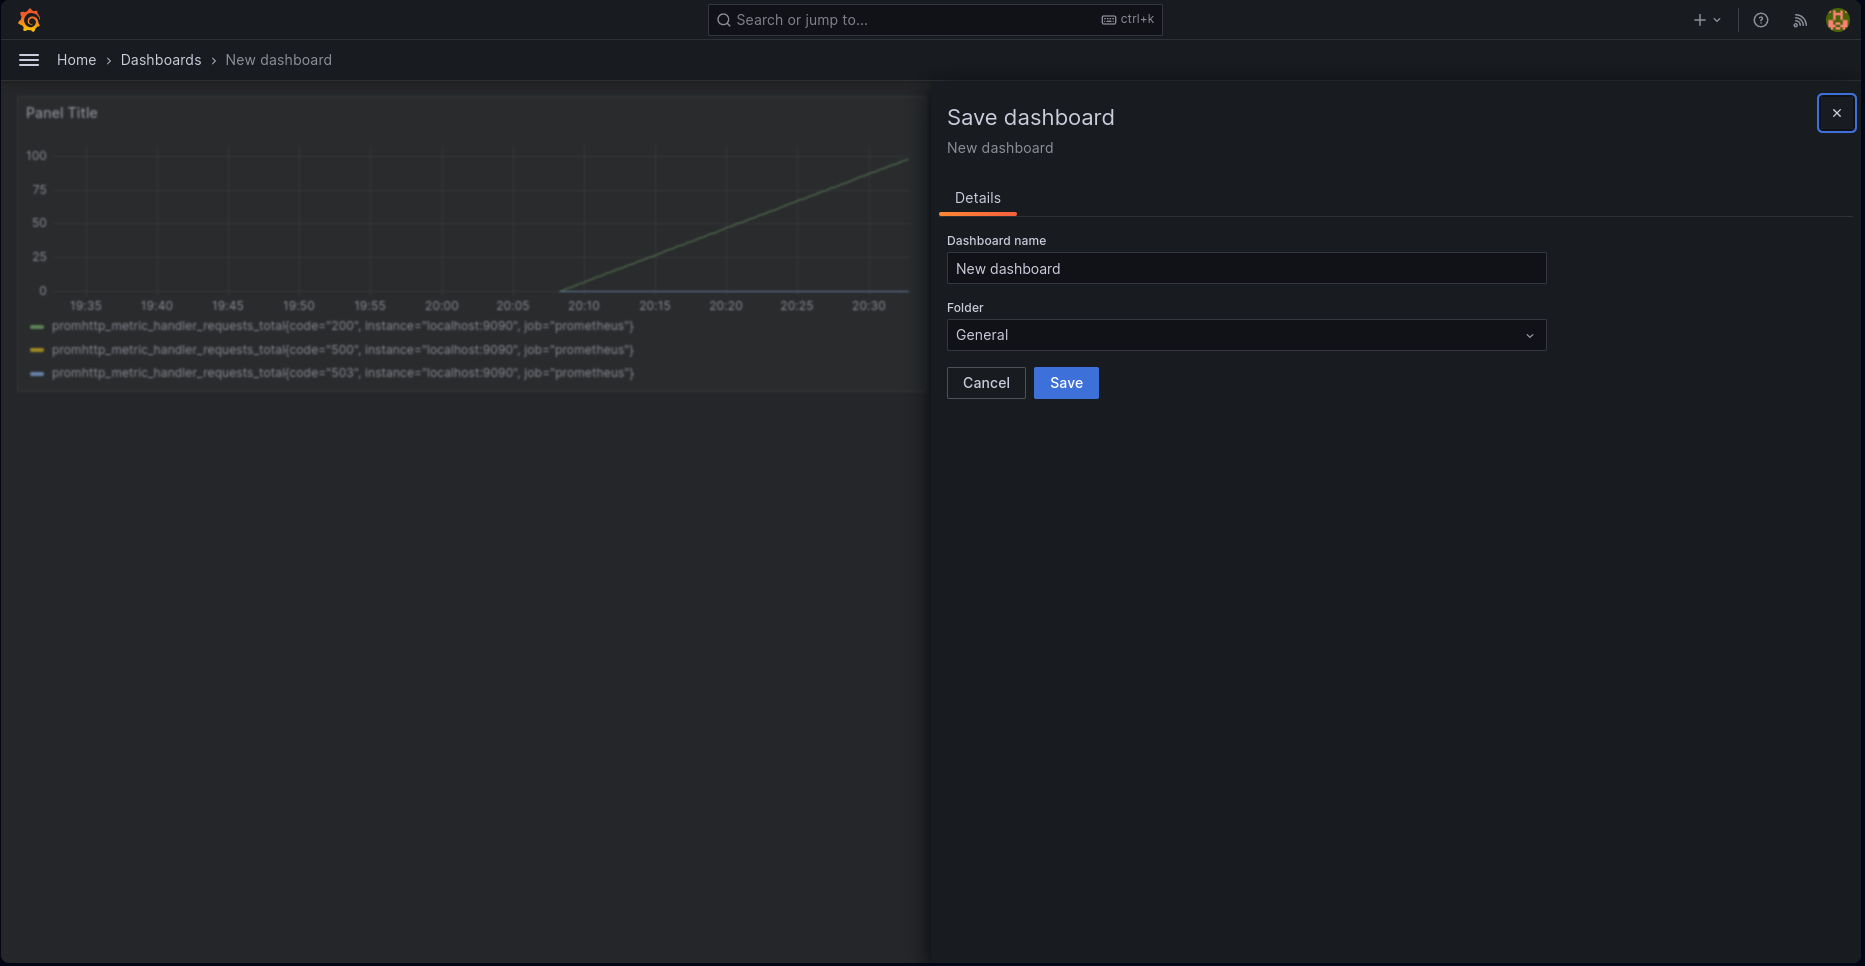 Search or jump to...
ctrl+k
Home › Dashboards › New dashboard
Panel Title
100
75
50
25
0
19:35 19:40 19:45 19:50 19:55 20:00 20:05 20:10 20:15 20:20 20:25 20:30
promhttp_metric_handler_requests_total{code="200", instance="localhost:9090", job="prometheus"}
promhttp_metric_handler_requests_total{code="500", instance="localhost:9090", job="prometheus"}
promhttp_metric_handler_requests_total{code="503", instance="localhost:9090", job="prometheus"}
Save dashboard
New dashboard
Details
Dashboard name
New dashboard
Folder
General
Cancel Save